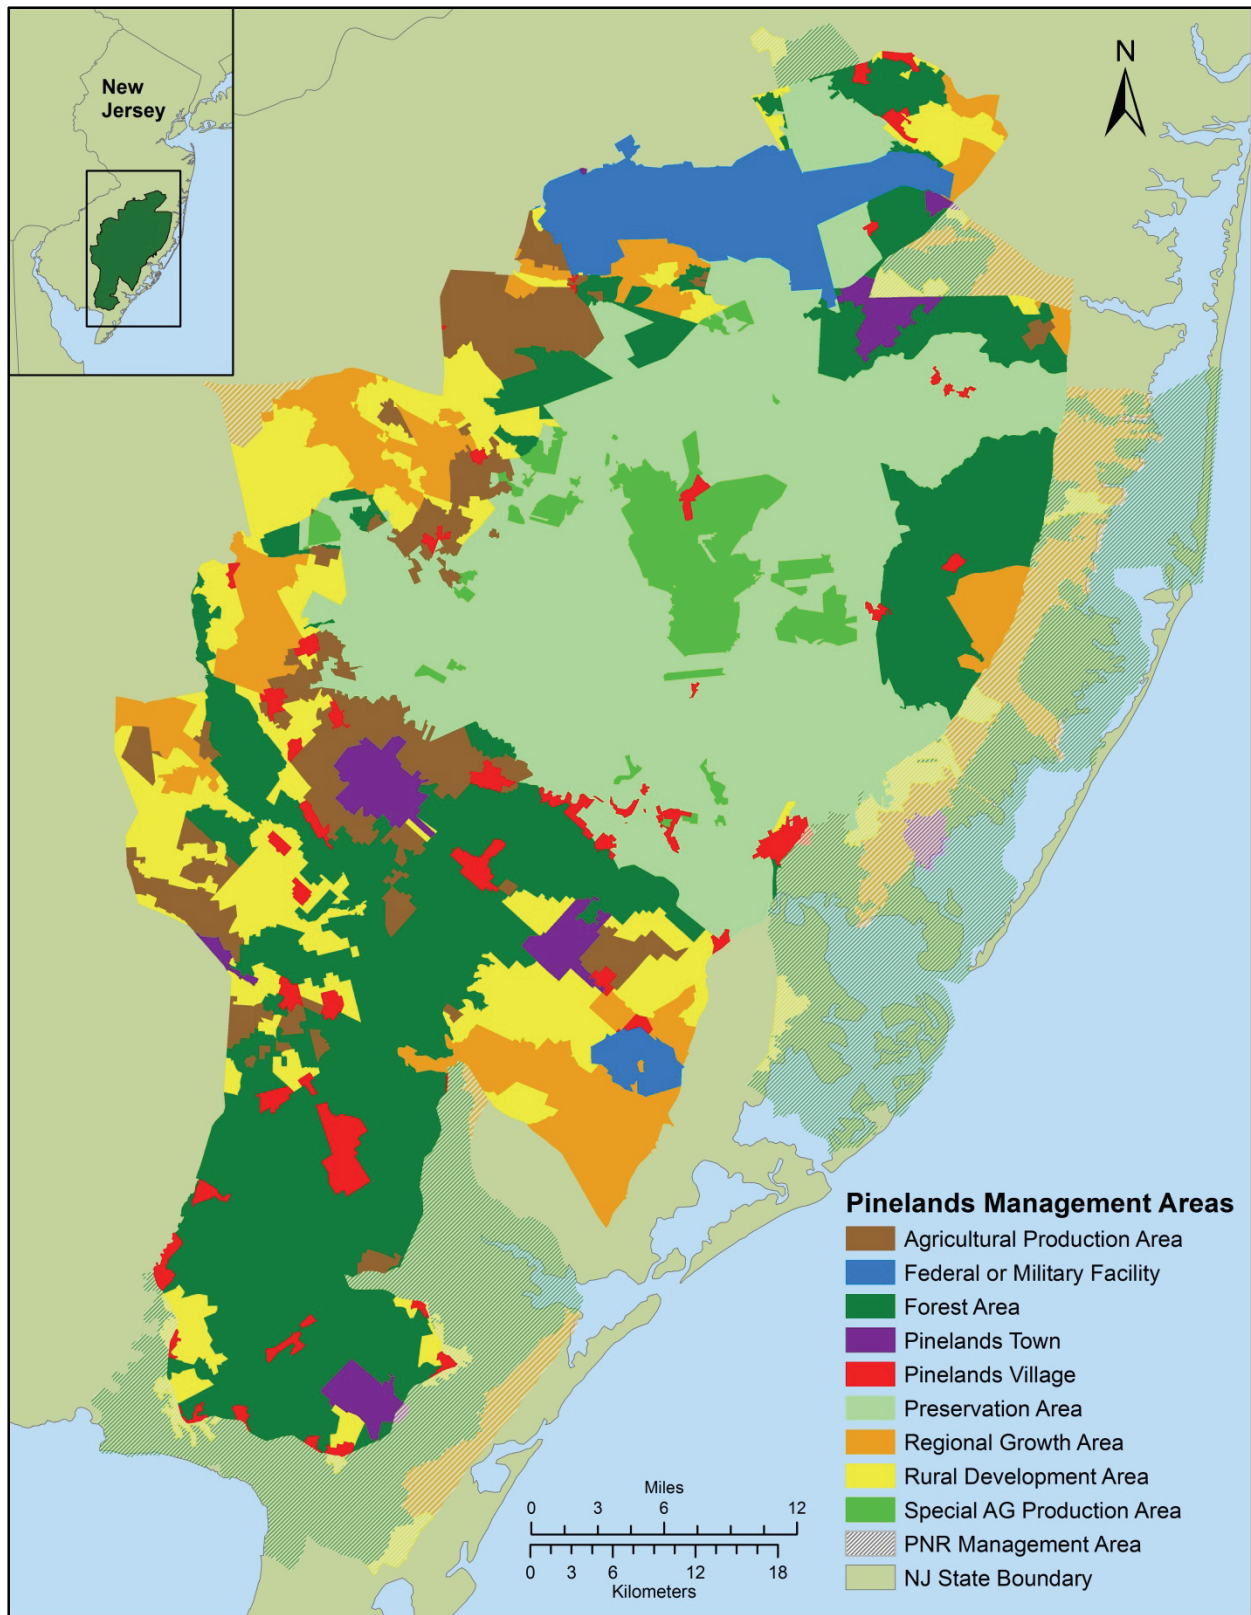 New
Jersey
N
Pinelands Management Areas
Agricultural Production Area
Federal or Military Facility
Forest Area
Pinelands Town
Pinelands Village
Preservation Area
Regional Growth Area
Rural Development Area
Special AG Production Area
PNR Management Area
NJ State Boundary
Miles
0 3 6 12
0 3 6 12 18
Kilometers